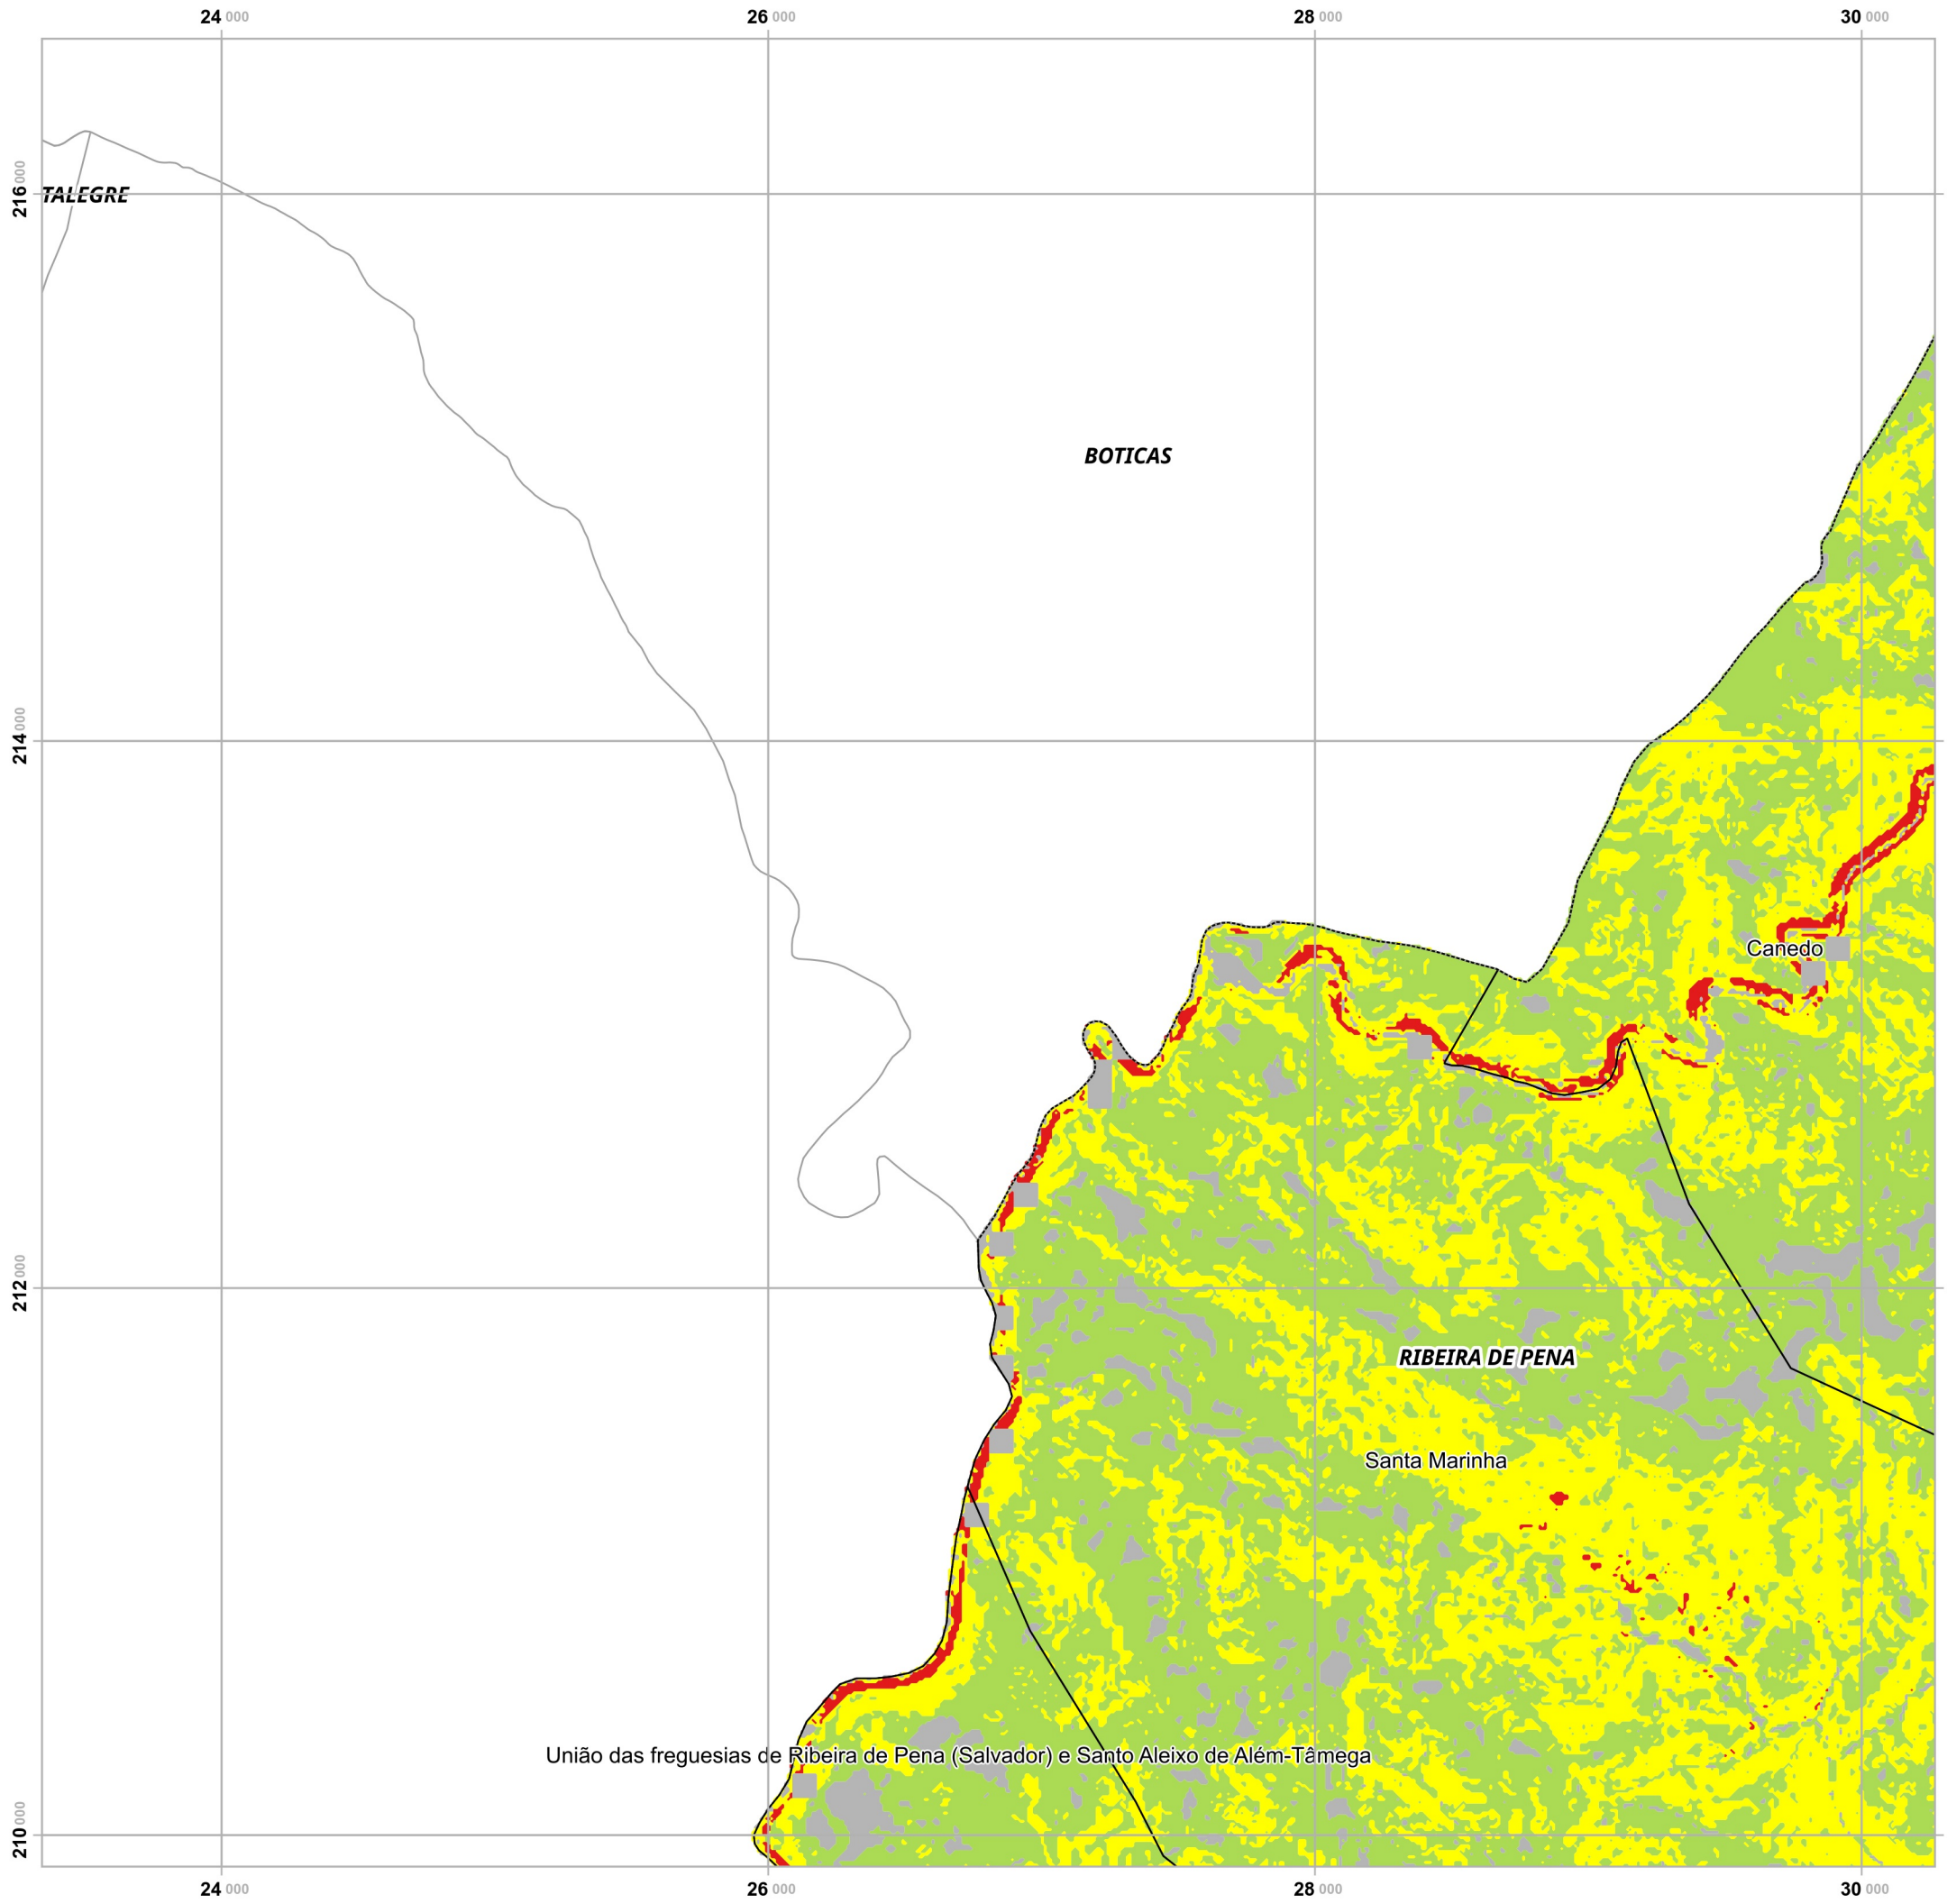 24 000 26 000 28 000 30 000
216 000
TALEGRE
BOTICAS
214 000
Canedo
212 000
RIBEIRA DE PENA
Santa Marinha
União das freguesias de Ribeira de Pena (Salvador) e Santo Aleixo de Além-Tâmega
210 000
24 000 26 000 28 000 30 000